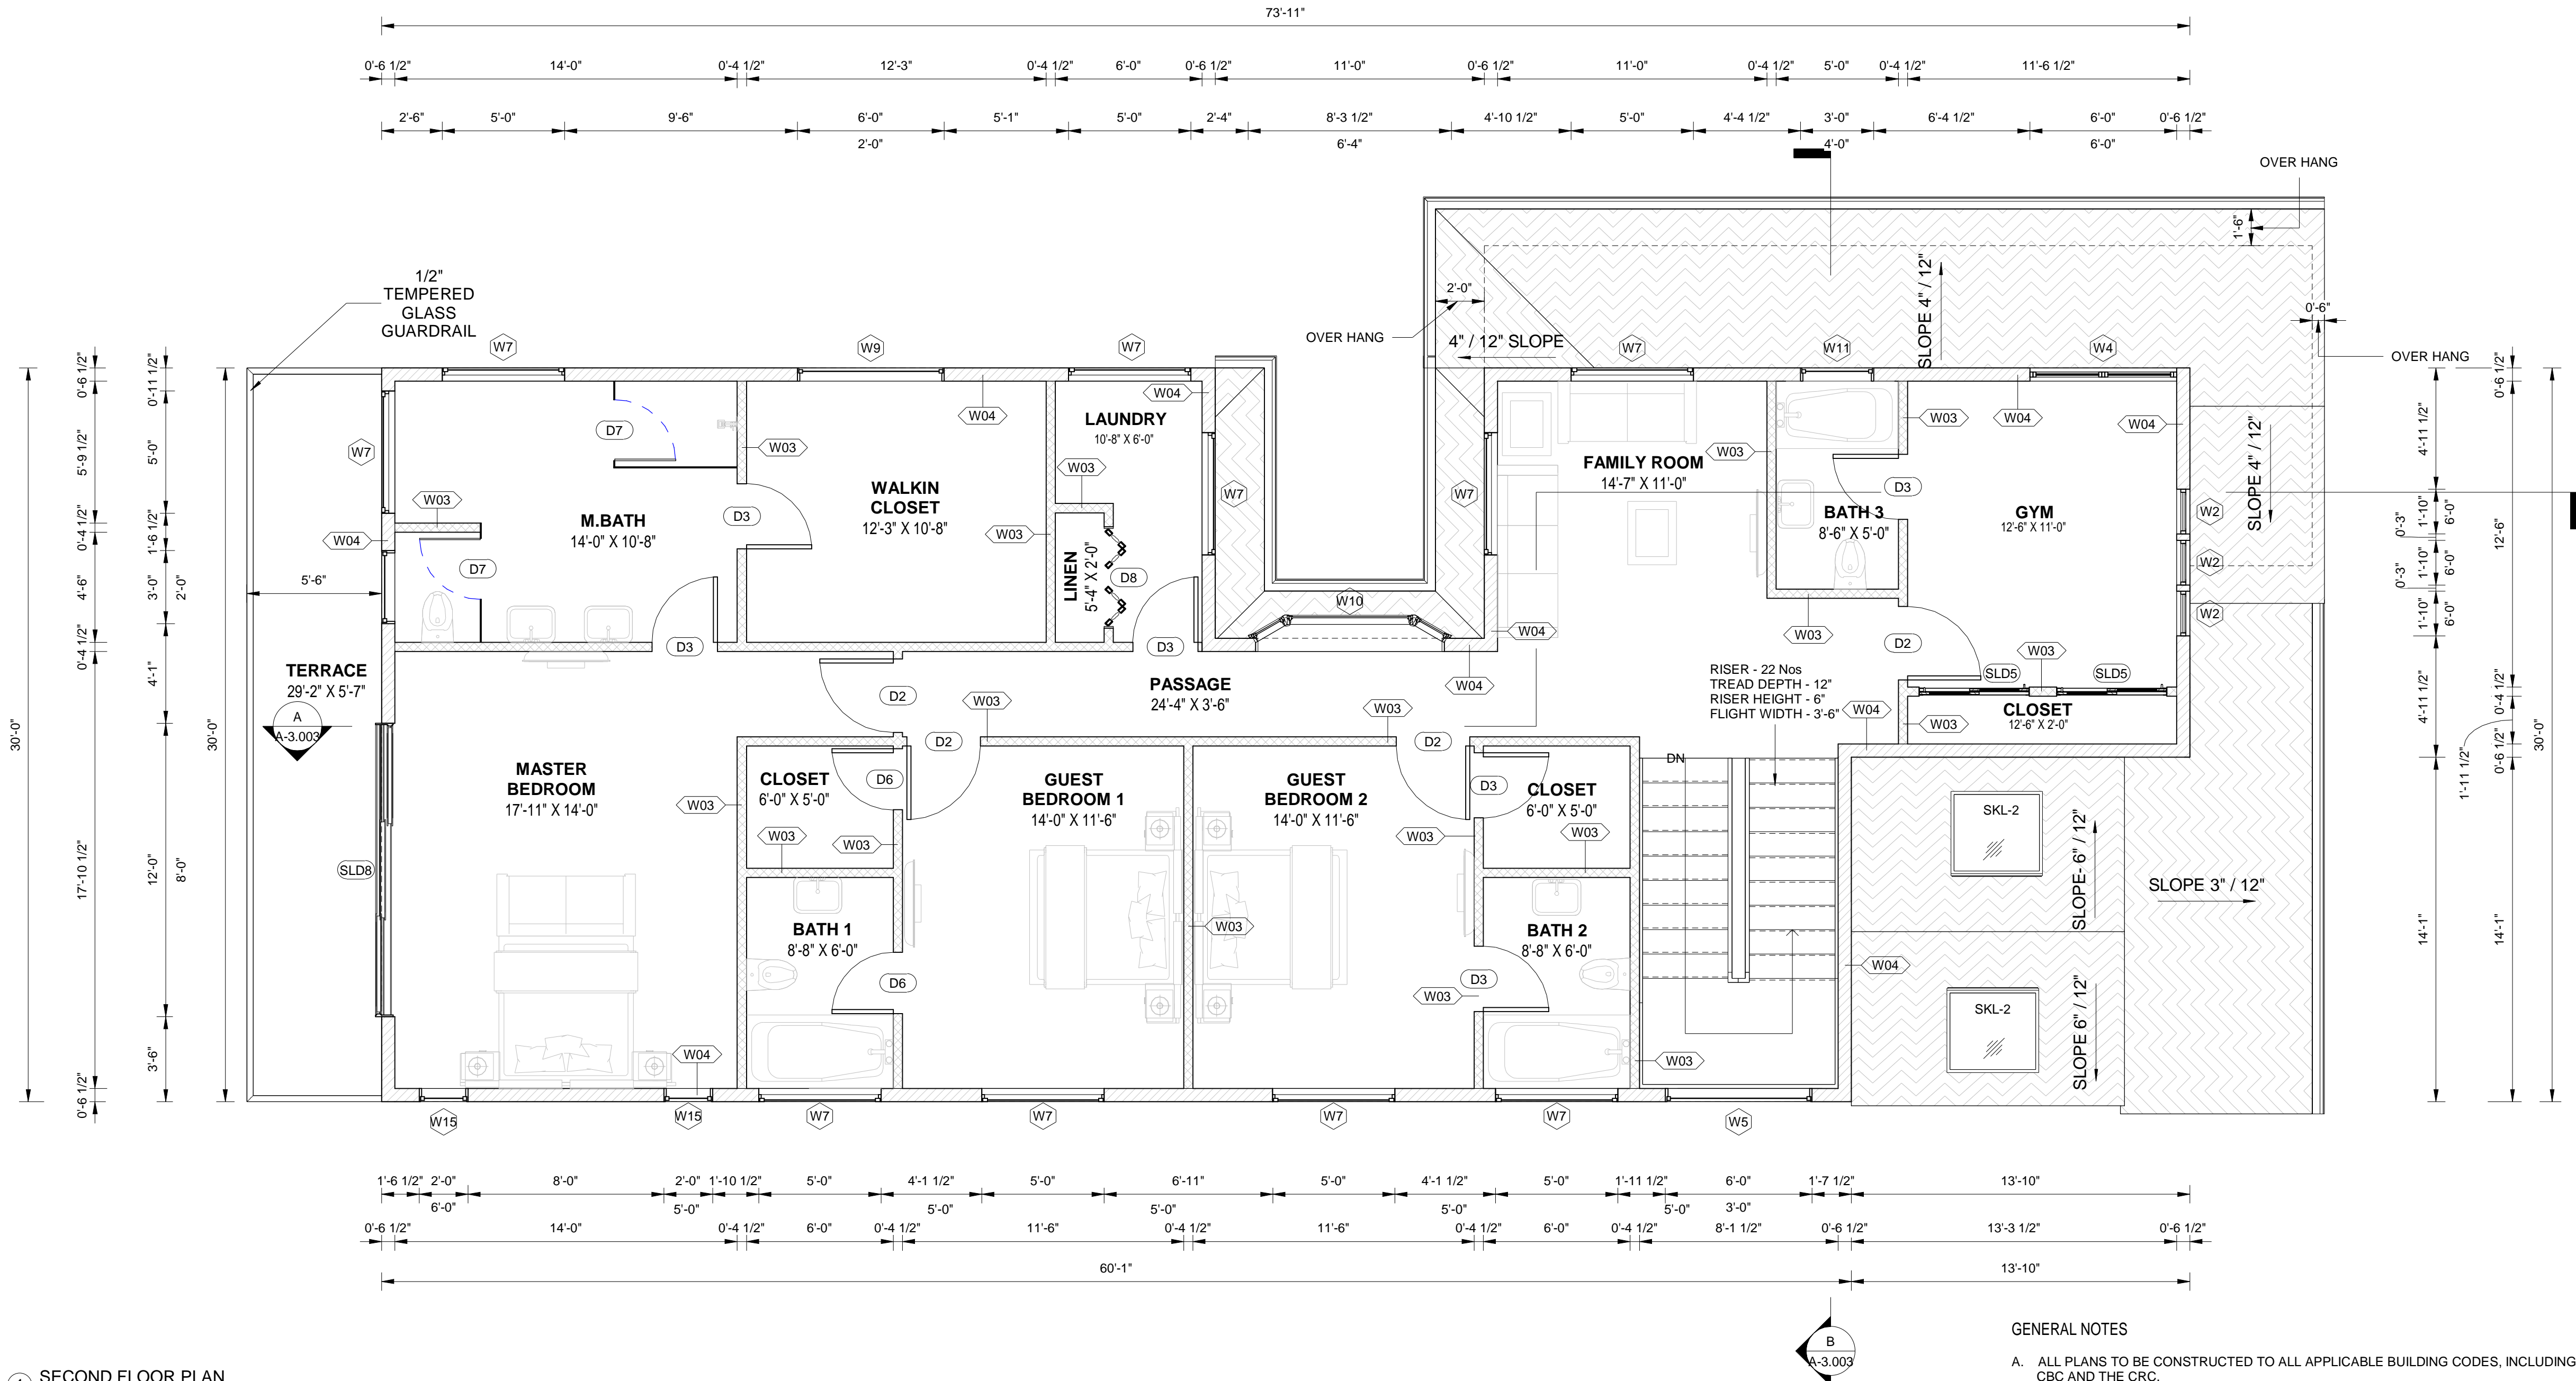 73'-11"
0'-6 1/2" 14'-0" 0'-4 1/2" 12'-3" 0'-4 1/2" 6'-0" 0'-6 1/2" 11'-0" 0'-6 1/2" 11'-0" 0'-4 1/2" 5'-0" 0'-4 1/2" 11'-6 1/2"
2'-6" 5'-0" 9'-6" 6'-0" 5'-1" 5'-0" 2'-4" 8'-3 1/2" 4'-10 1/2" 5'-0" 4'-4 1/2" 3'-0" 6'-4 1/2" 6'-0" 0'-6 1/2"
2'-0" 6'-4" 4'-0" 6'-0"
OVER HANG
1'-6"
1/2"
TEMPERED
GLASS
GUARDRAIL
2'-0"
0'-6"
OVER HANG
4" / 12" SLOPE
SLOPE 4" / 12"
OVER HANG
W7 W9 W7 W7 W11 W4
30'-0"
0'-6 1/2" 5'-9 1/2" 0'-4 1/2" 4'-6" 0'-4 1/2" 17'-10 1/2" 0'-6 1/2"
0'-11 1/2" 5'-0" 1'-6 1/2" 3'-0" 4'-1" 12'-0" 3'-6"
2'-0" 8'-0"
30'-0"
W7
W04
5'-6"
TERRACE
29'-2" X 5'-7"
A
A-3.003
SLD8
D7
W03
W03
M.BATH
14'-0" X 10'-8"
D7
D3
D3
WALKIN
CLOSET
12'-3" X 10'-8"
W04
W03
LAUNDRY
10'-8" X 6'-0"
W04
W03
LINEN
5'-4" X 2'-0"
D8
D3
W7
W7
W10
W04
W04
FAMILY ROOM
14'-7" X 11'-0"
W03
BATH 3
8'-6" X 5'-0"
W03
D3
W03
W04
W04
GYM
12'-6" X 11'-0"
SLOPE 4" / 12"
W2
W2
W2
D2
SLD5
W03
SLD5
CLOSET
12'-6" X 2'-0"
W03
W04
RISER - 22 Nos
TREAD DEPTH - 12"
RISER HEIGHT - 6"
FLIGHT WIDTH - 3'-6"
PASSAGE
24'-4" X 3'-6"
D2
W03
D2
W03
D2
MASTER
BEDROOM
17'-11" X 14'-0"
W03
CLOSET
6'-0" X 5'-0"
D6
W03
W03
GUEST
BEDROOM 1
14'-0" X 11'-6"
GUEST
BEDROOM 2
14'-0" X 11'-6"
D3
CLOSET
6'-0" X 5'-0"
W03
W03
DN
BATH 1
8'-8" X 6'-0"
D6
W03
BATH 2
8'-8" X 6'-0"
D3
W03
W03
W04
W04
SKL-2
SLOPE- 6" / 12"
SLOPE 3" / 12"
SKL-2
SLOPE 6" / 12"
W15 W15 W7 W7 W7 W7 W5
4'-11 1/2" 1'-10" 1'-10" 1'-10" 4'-11 1/2" 14'-1"
0'-3" 0'-3"
6'-0" 6'-0" 6'-0"
1'-11 1/2"
0'-6 1/2" 12'-6" 0'-4 1/2" 0'-6 1/2" 14'-1"
30'-0"
1'-6 1/2" 2'-0" 8'-0" 2'-0" 1'-10 1/2" 5'-0" 4'-1 1/2" 5'-0" 6'-11" 5'-0" 4'-1 1/2" 5'-0" 1'-11 1/2" 6'-0" 1'-7 1/2" 13'-10"
6'-0" 5'-0" 5'-0" 5'-0" 5'-0" 5'-0" 3'-0"
0'-6 1/2" 14'-0" 0'-4 1/2" 6'-0" 0'-4 1/2" 11'-6" 0'-4 1/2" 11'-6" 0'-4 1/2" 6'-0" 0'-4 1/2" 8'-1 1/2" 0'-6 1/2" 13'-3 1/2" 0'-6 1/2"
60'-1" 13'-10"
B
A-3.003
GENERAL NOTES
A. ALL PLANS TO BE CONSTRUCTED TO ALL APPLICABLE BUILDING CODES, INCLUDING
CBC AND THE CRC.
SECOND FLOOR PLAN